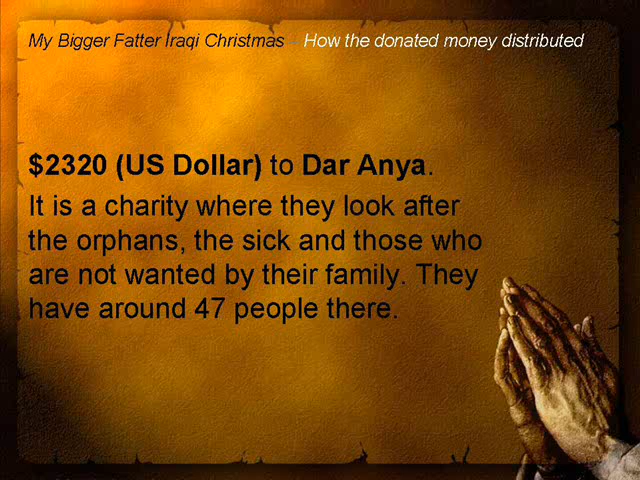 My Bigger Fatter Iraqi Christmas – How the donated money distributed
$2320 (US Dollar) to Dar Anya.
It is a charity where they look after
the orphans, the sick and those who
are not wanted by their family. They
have around 47 people there.